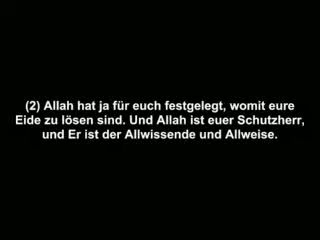 (2) Allah hat ja für euch festgelegt, womit eure
Eide zu lösen sind. Und Allah ist euer Schutzherr,
und Er ist der Allwissende und Allweise.